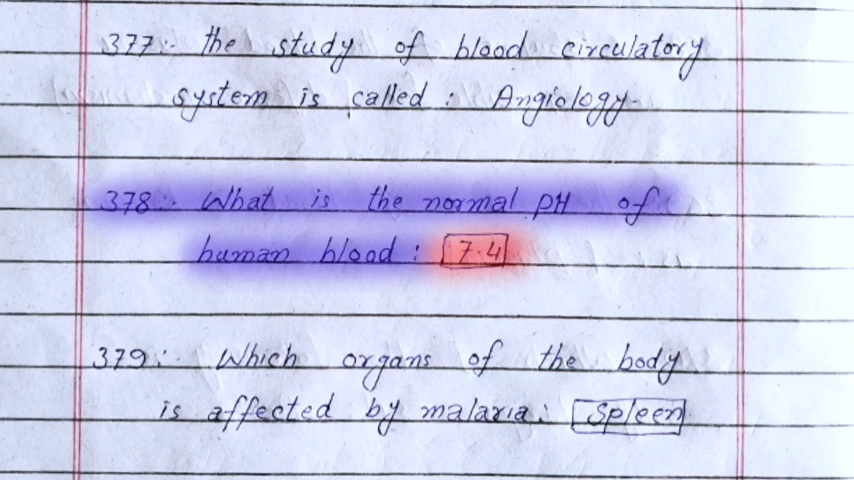 377:- the study of blood circulatory
system is called : Angiology-
378:- What is the normal PH of
human blood : 7.4
379:- Which organs of the body
is affected by malaria: Spleen